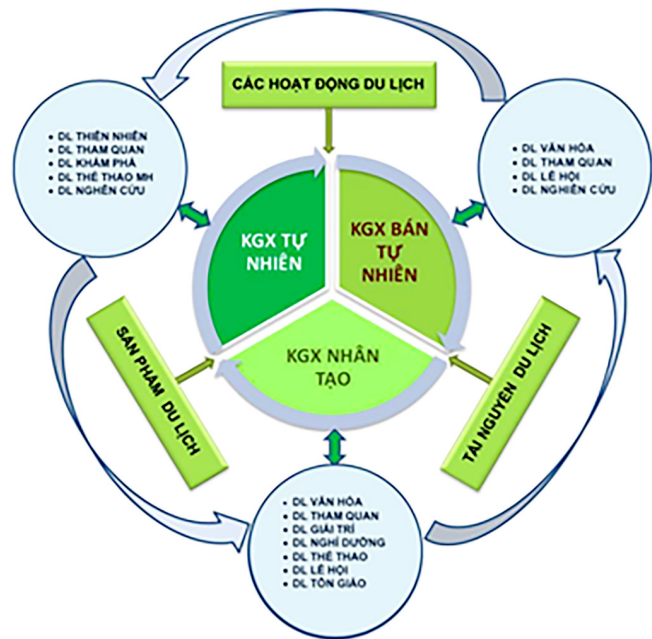 CÁC HOẠT ĐỘNG DU LỊCH
• DL THIÊN NHIÊN
• DL THAM QUAN
• DL KHÁM PHÁ
• DL THỂ THAO MH
• DL NGHÊN CỨU
• DL VĂN HÓA
• DL THAM QUAN
• DL LỄ HỘI
• DL NGHIÊN CỨU
KGX TỰ
NHIÊN
KGX BÁN
TỰ
NHIÊN
KGX NHÂN
TẠO
SẢN PHẨM DU LỊCH
TÀI NGUYÊN DU LỊCH
• DL VĂN HÓA
• DL THAM QUAN
• DL GIẢI TRÍ
• DL NGHỈ DƯỠNG
• DL THỂ THAO
• DL LỄ HỘI
• DL TÔN GIÁO